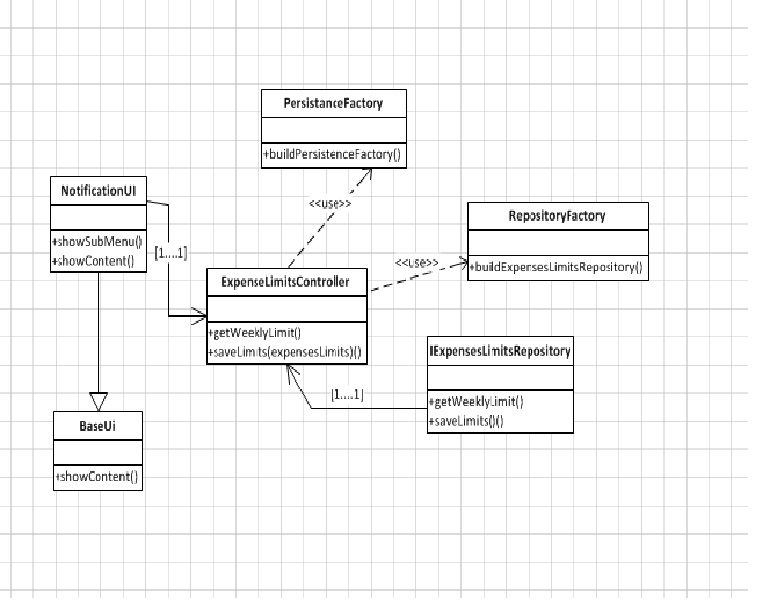 PersistanceFactory
+buildPersistenceFactory()
NotificationUI
+showSubMenu()
+showContent()
[1....1]
<<use>>
RepositoryFactory
+buildExpensesLimitsRepository()
<<use>>
ExpenseLimitsController
+getWeeklyLimit()
+saveLimits(expensesLimits)()
IExpensesLimitsRepository
+getWeeklyLimit()
+saveLimits()()
[1....1]
BaseUi
+showContent()